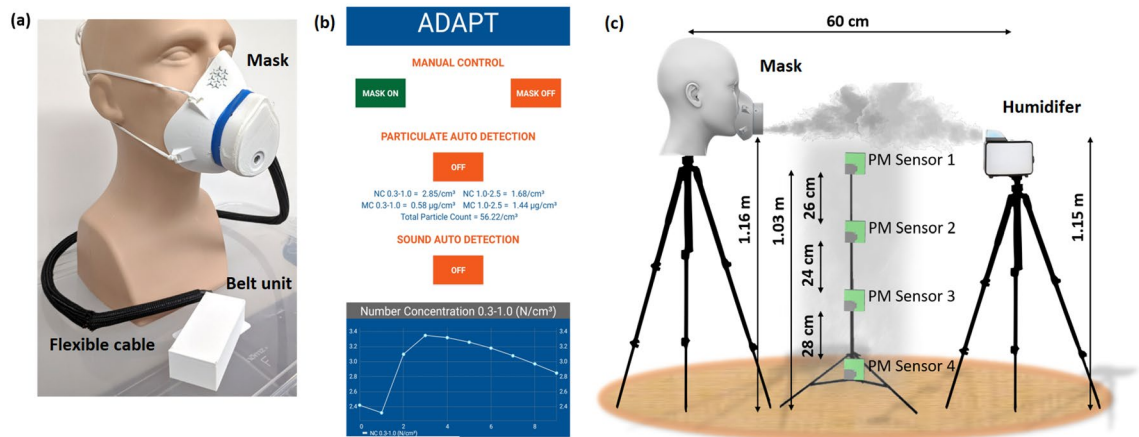 (a)
Mask
Belt unit
Flexible cable
(b)
ADAPT
MANUAL CONTROL
MASK ON
MASK OFF
PARTICULATE AUTO DETECTION
OFF
NC 0.3-1.0 = 2.85/cm³ NC 1.0-2.5 = 1.68/cm³
MC 0.3-1.0 = 0.58 µg/cm³ MC 1.0-2.5 = 1.44 µg/cm³
Total Particle Count = 56.22/cm³
SOUND AUTO DETECTION
OFF
Number Concentration 0.3-1.0 (N/cm³)
3.4 3.4
3.2 3.2
3.0 3.0
2.8 2.8
2.6 2.6
2.4 2.4
0 2 4 6 8
NC 0.3-1.0 (N/cm³)
(c)
60 cm
Mask
Humidifer
PM Sensor 1
26 cm
PM Sensor 2
1.16 m
1.03 m
1.15 m
24 cm
PM Sensor 3
28 cm
PM Sensor 4